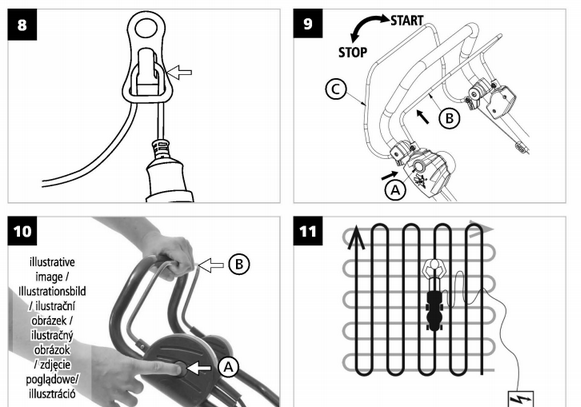 8
9
START
STOP
C
B
A
10
illustrative
image /
Illustrationsbild
/ ilustrační
obrázek /
ilustračný
obrázok
/ zdjęcie
poglądowe/
illusztráció
B
A
11